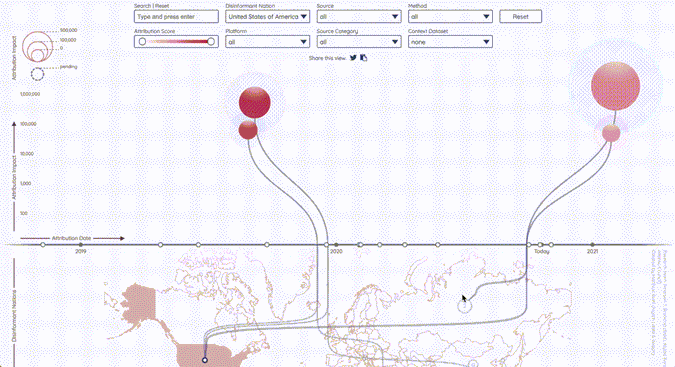 Search | Reset
Disinformant Nation
Source
Method
Type and press enter
United States of America
all
all
Reset
Attribution Score
Platform
Source Category
Context Dataset
all
all
none
Share this view:
Attribution Impact
500,000
100,000
0
pending
1,000,000
100,000
10,000
1,000
100
Attribution Impact
Attribution Date
2019
2020
Today
2021
Disinformant Nations